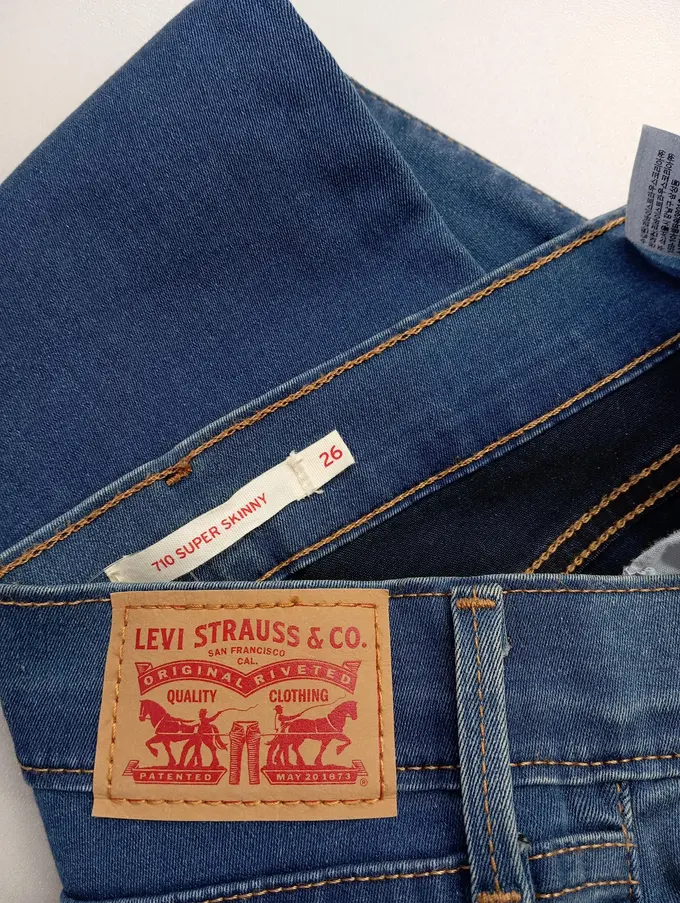 26
710 SUPER SKINNY
LEVI STRAUSS & CO.
SAN FRANCISCO
CAL.
ORIGINAL RIVETED
QUALITY CLOTHING
PATENTED MAY 20 1873
®